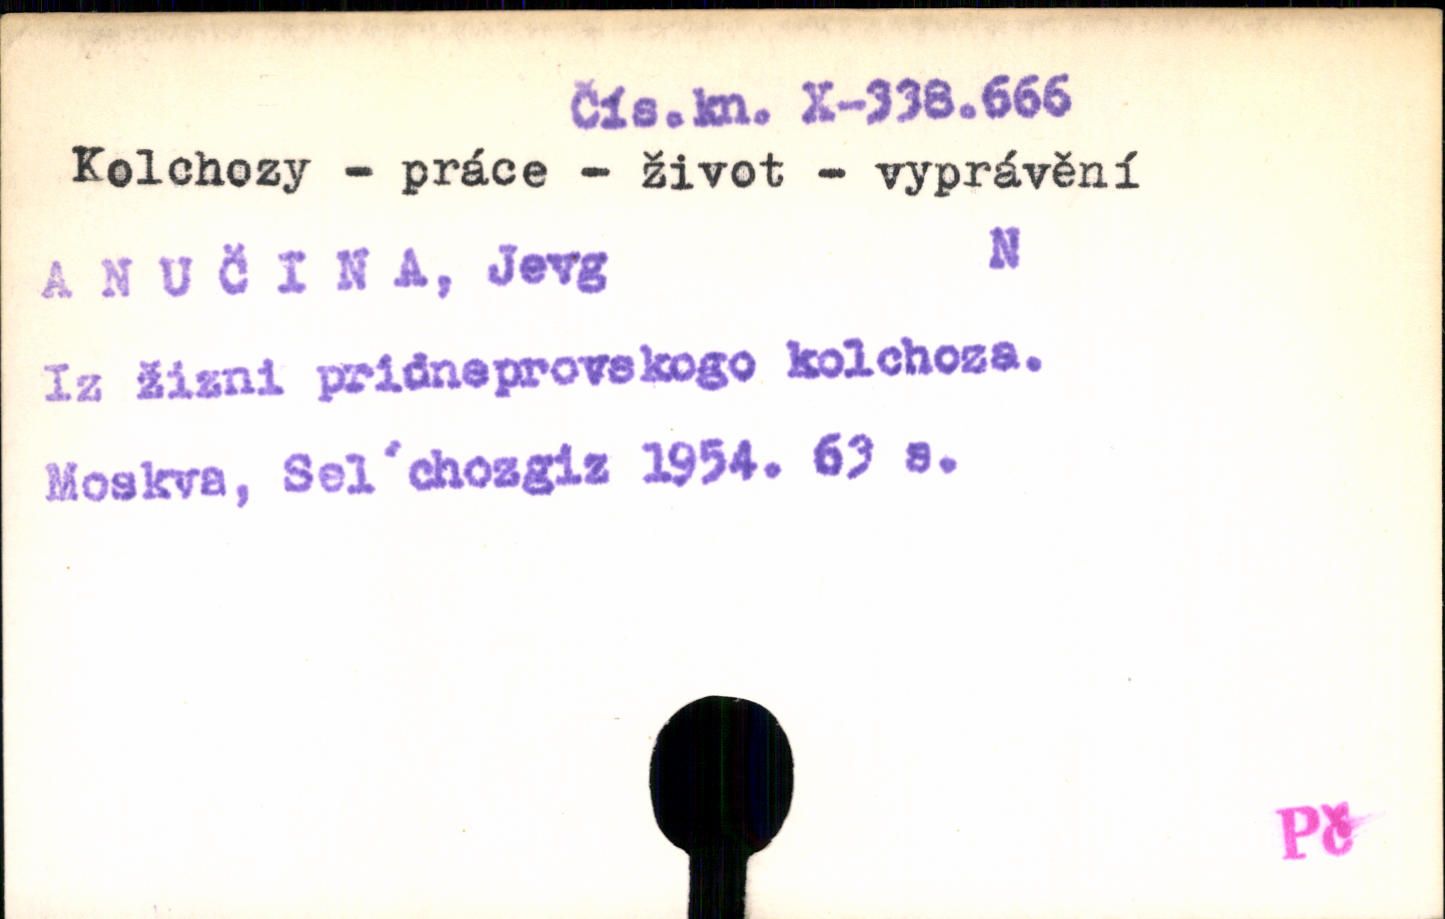 Čís.kn. X-338.666
Kolchozy - práce - život - vyprávění
A N U Č I N A, Jevg N
Iz žizni pridneprovskogo kolchoza.
Moskva, Sel´chozgiz 1954. 63 s.
Pč